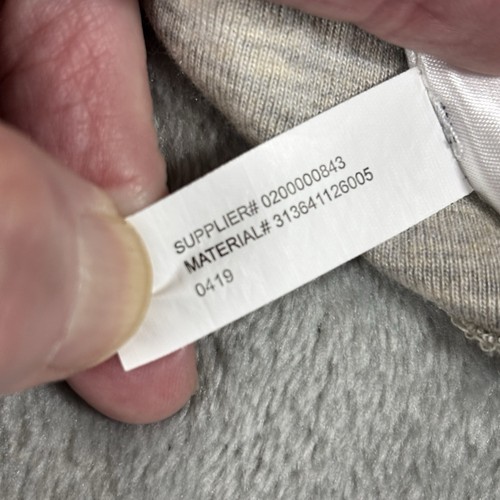 SUPPLIER# 0200000843
MATERIAL# 313641126005
0419